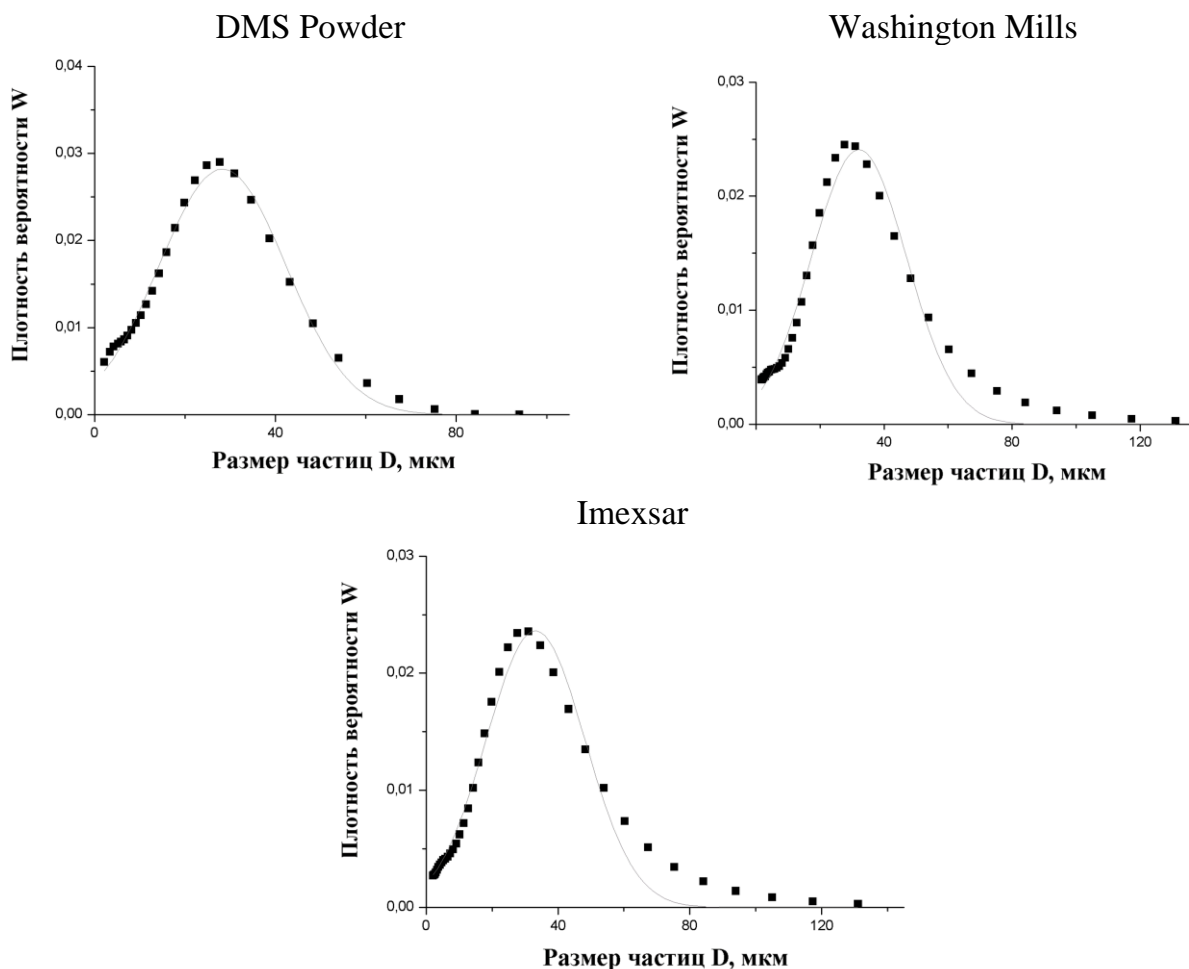 DMS Powder
Washington Mills
0,04
0,03
0,02
0,01
0,00
0
40
80
Плотность вероятности W
Размер частиц D, мкм
0,03
0,02
0,01
0,00
40
80
120
Плотность вероятности W
Размер частиц D, мкм
Imexsar
0,03
0,02
0,01
0,00
0
40
80
120
Плотность вероятности W
Размер частиц D, мкм